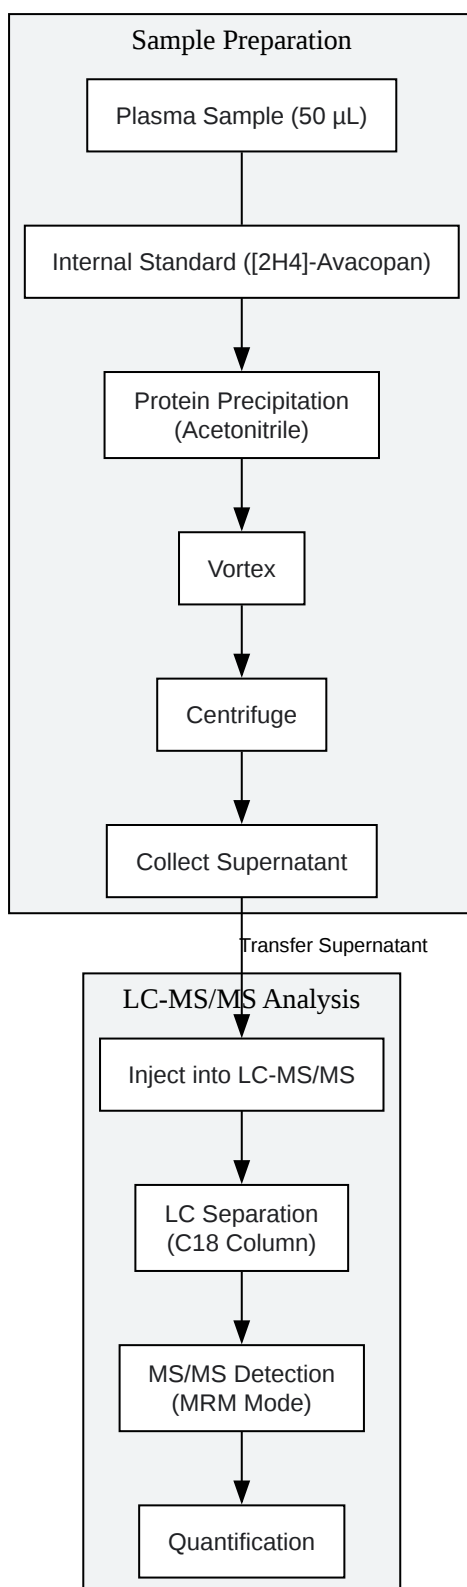 Sample Preparation
Plasma Sample (50 µL)
Internal Standard ([2H4]-Avacopan)
Protein Precipitation
(Acetonitrile)
Vortex
Centrifuge
Collect Supernatant
Transfer Supernatant
LC-MS/MS Analysis
Inject into LC-MS/MS
LC Separation
(C18 Column)
MS/MS Detection
(MRM Mode)
Quantification